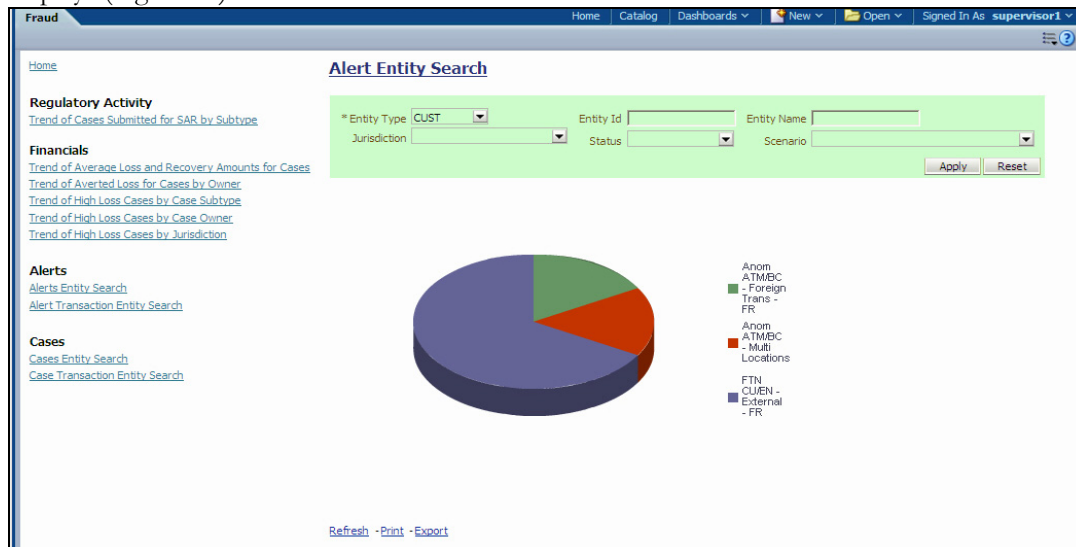 Fraud
Home Catalog Dashboards New Open Signed In As supervisor1
Home
Regulatory Activity
Trend of Cases Submitted for SAR by Subtype
Financials
Trend of Average Loss and Recovery Amounts for Cases
Trend of Averted Loss for Cases by Owner
Trend of High Loss Cases by Case Subtype
Trend of High Loss Cases by Case Owner
Trend of High Loss Cases by Jurisdiction
Alerts
Alerts Entity Search
Alert Transaction Entity Search
Cases
Cases Entity Search
Case Transaction Entity Search
Alert Entity Search
* Entity Type CUST Entity Id Entity Name
Jurisdiction Status Scenario
Apply Reset
Anom
ATM/BC
- Foreign
Trans -
FR
Anom
ATM/BC
- Multi
Locations
FTN
CU/EN -
External
- FR
Refresh - Print - Export